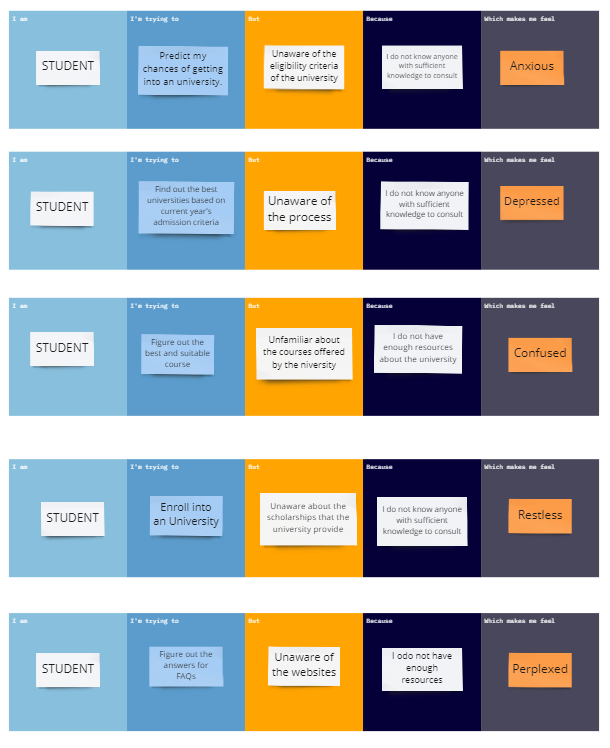 I am
I'm trying to
But
Because
Which makes me feel
STUDENT
Predict my
chances of getting
into an university.
Unaware of the
eligibility criteria
of the university
I do not know anyone
with sufficient
knowledge to consult
Anxious
I am
I'm trying to
But
Because
Which makes me feel
STUDENT
Find out the best
universities based on
current year's
admission criteria
Unaware of
the process
I do not know anyone
with sufficient
knowledge to consult
Depressed
I am
I'm trying to
But
Because
Which makes me feel
STUDENT
Figure out the
best and suitable
course
Unfamiliar about
the courses offered
by the niversity
I do not have
enough resources
about the university
Confused
I am
I'm trying to
But
Because
Which makes me feel
STUDENT
Enroll into
an University
Unaware about the
scholarships that the
university provide
I do not know anyone
with sufficient
knowledge to consult
Restless
I am
I'm trying to
But
Because
Which makes me feel
STUDENT
Figure out the
answers for
FAQs
Unaware of
the websites
I odo not have
enough
resources
Perplexed